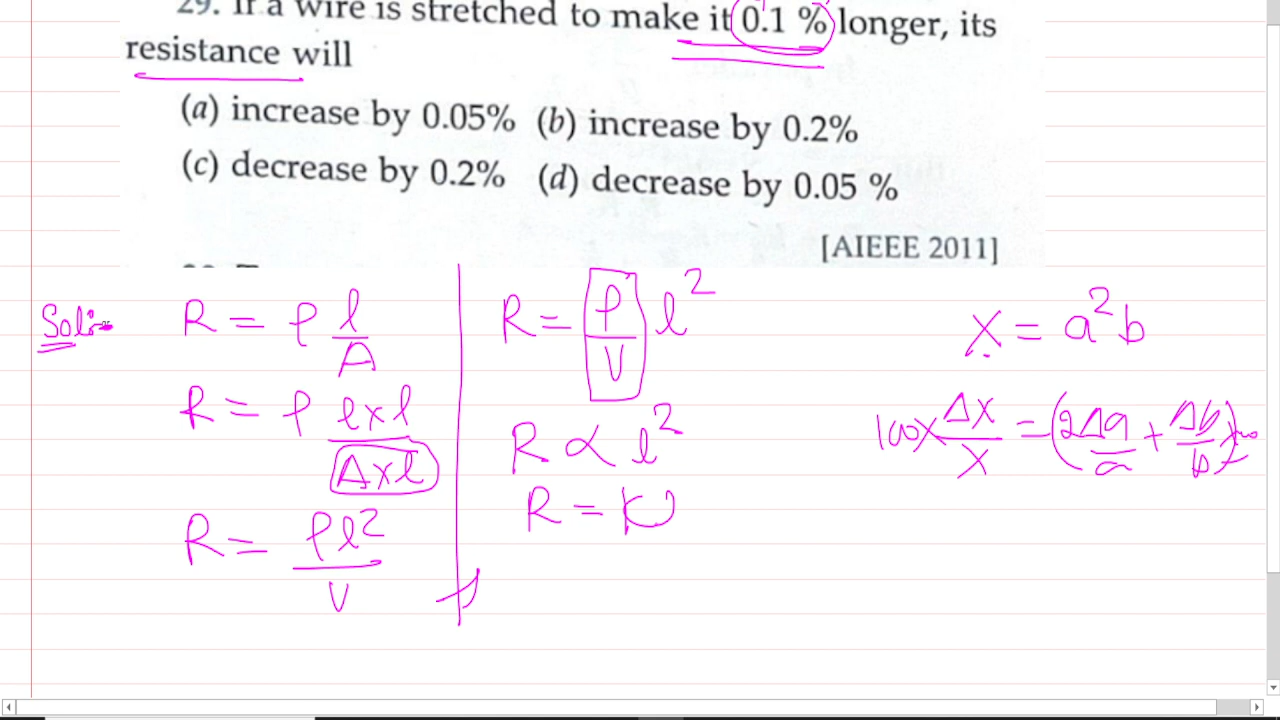 29. If a wire is stretched to make it 0.1 % longer, its
resistance will
(a) increase by 0.05% (b) increase by 0.2%
(c) decrease by 0.2% (d) decrease by 0.05 %
[AIEEE 2011]
Sol:-
R = ρ l/A
R = ρ l×l/A×l
R = ρl²/V
R = ρ/V l²
R ∝ l²
R = K
x = a²b
100× Δx/x = (2Δa/a + Δb/b)×100